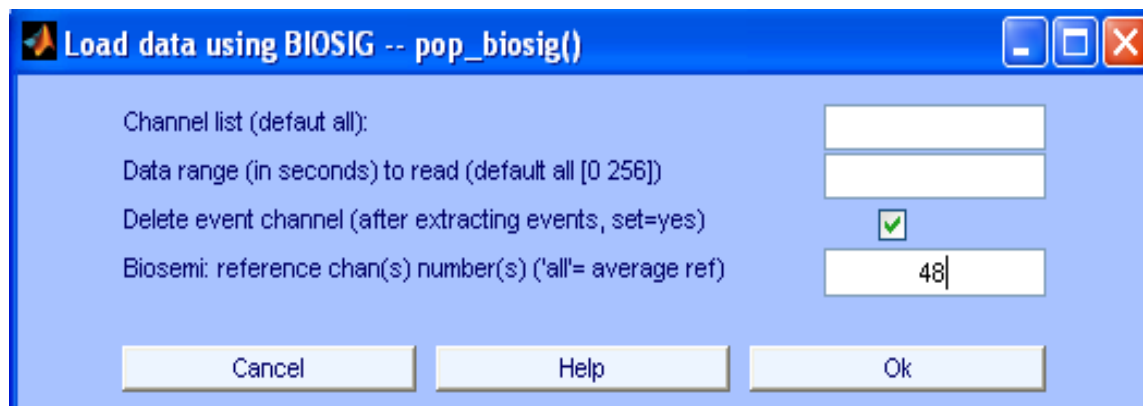 Load data using BIOSIG -- pop_biosig()
Channel list (defaut all):
Data range (in seconds) to read (default all [0 256])
Delete event channel (after extracting events, set=yes)
Biosemi: reference chan(s) number(s) ('all'= average ref) 48
Cancel Help Ok